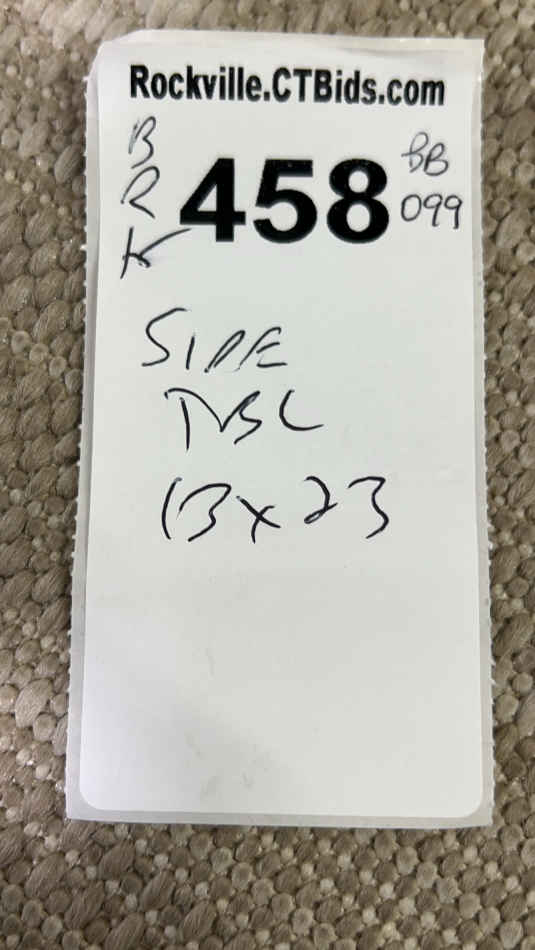 Rockville.CTBids.com
B
R
K
458
BB
099
SIDE
TBL
13x23